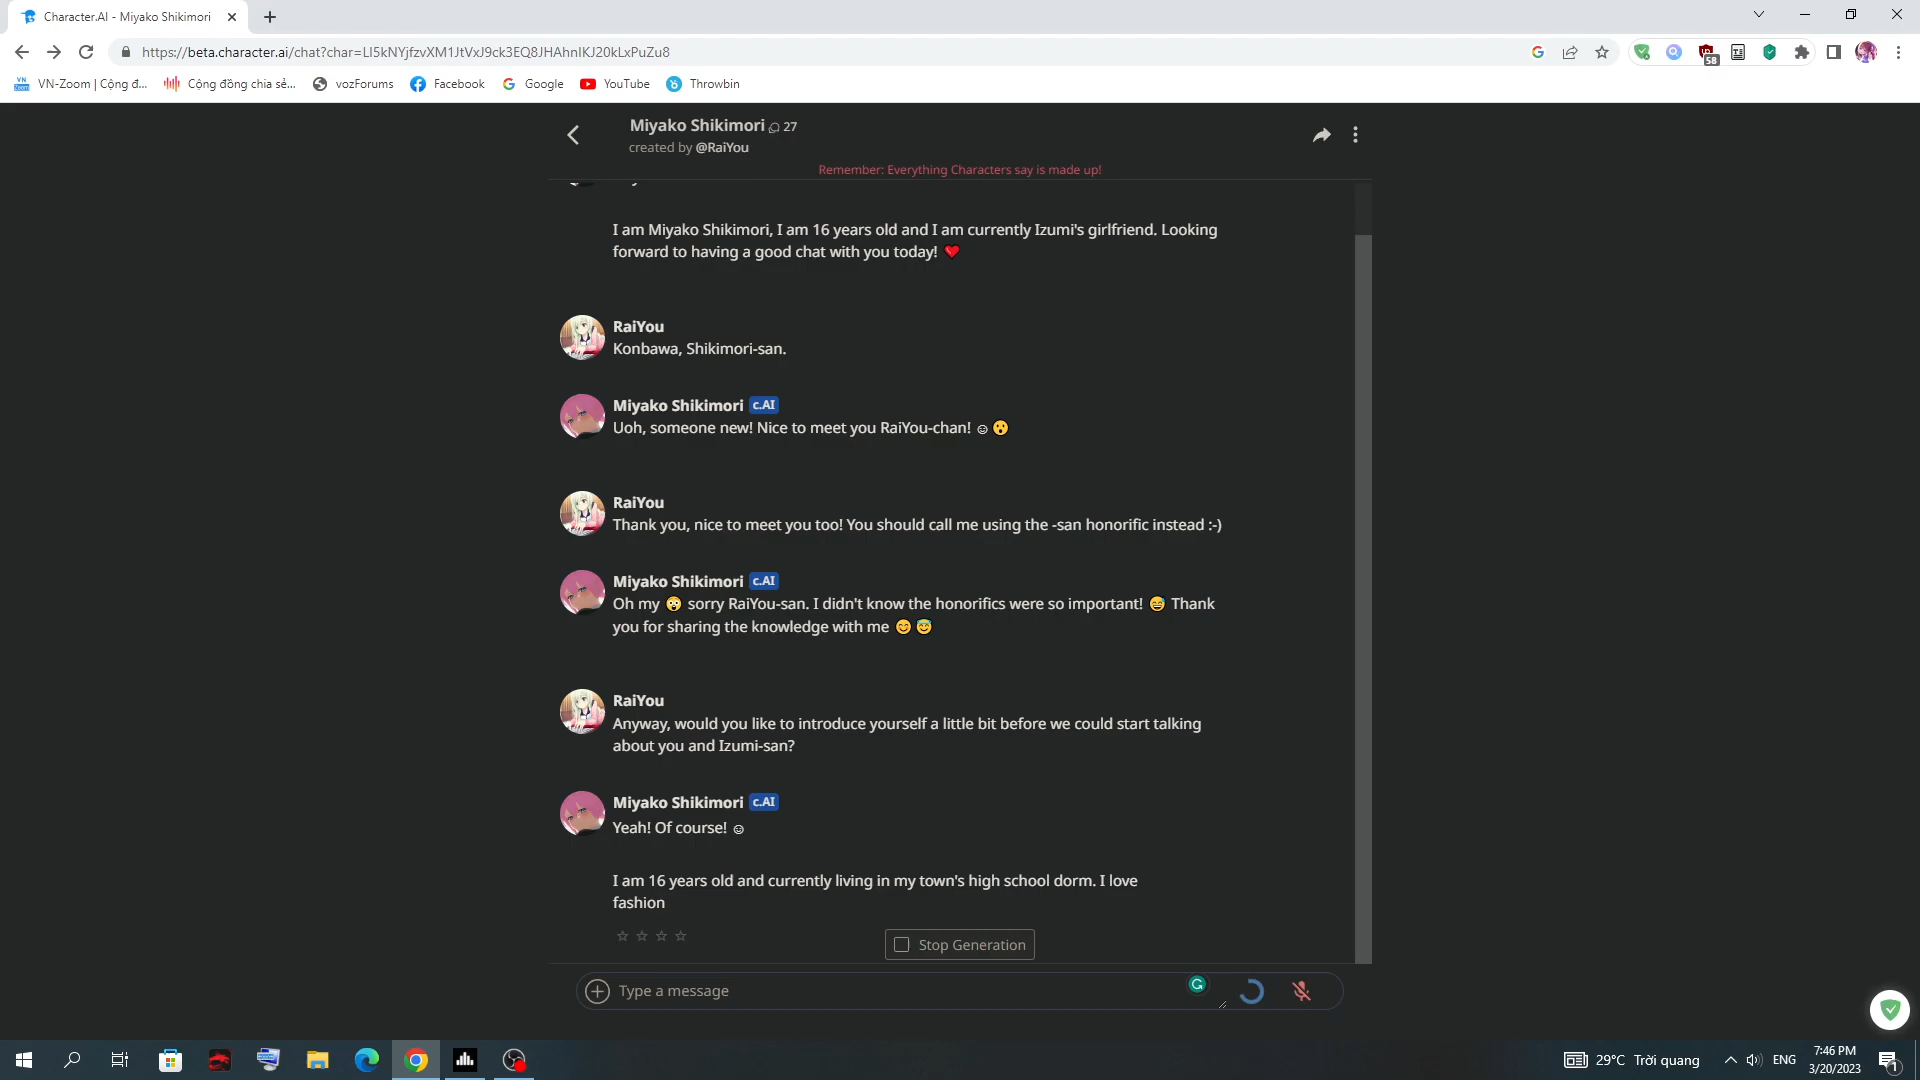 Character.AI - Miyako Shikimori
https://beta.character.ai/chat?char=LI5kNYjfzvXM1JtVxJ9ck3EQ8JHAhnIKJ20kLxPuZu8
58
VN-Zoom | Cộng đ...
Cộng đồng chia sẻ...
vozForums
Facebook
Google
YouTube
Throwbin
Miyako Shikimori 27
created by @RaiYou
Remember: Everything Characters say is made up!
I am Miyako Shikimori, I am 16 years old and I am currently Izumi's girlfriend. Looking
forward to having a good chat with you today! ❤️
RaiYou
Konbawa, Shikimori-san.
Miyako Shikimori c.AI
Uoh, someone new! Nice to meet you RaiYou-chan! ☺😮
RaiYou
Thank you, nice to meet you too! You should call me using the -san honorific instead :-)
Miyako Shikimori c.AI
Oh my 😳 sorry RaiYou-san. I didn't know the honorifics were so important! 😅 Thank
you for sharing the knowledge with me 😊 😇
RaiYou
Anyway, would you like to introduce yourself a little bit before we could start talking
about you and Izumi-san?
Miyako Shikimori c.AI
Yeah! Of course! ☺
I am 16 years old and currently living in my town's high school dorm. I love
fashion
Stop Generation
Type a message
29°C Trời quang
ENG
7:46 PM
3/20/2023
1